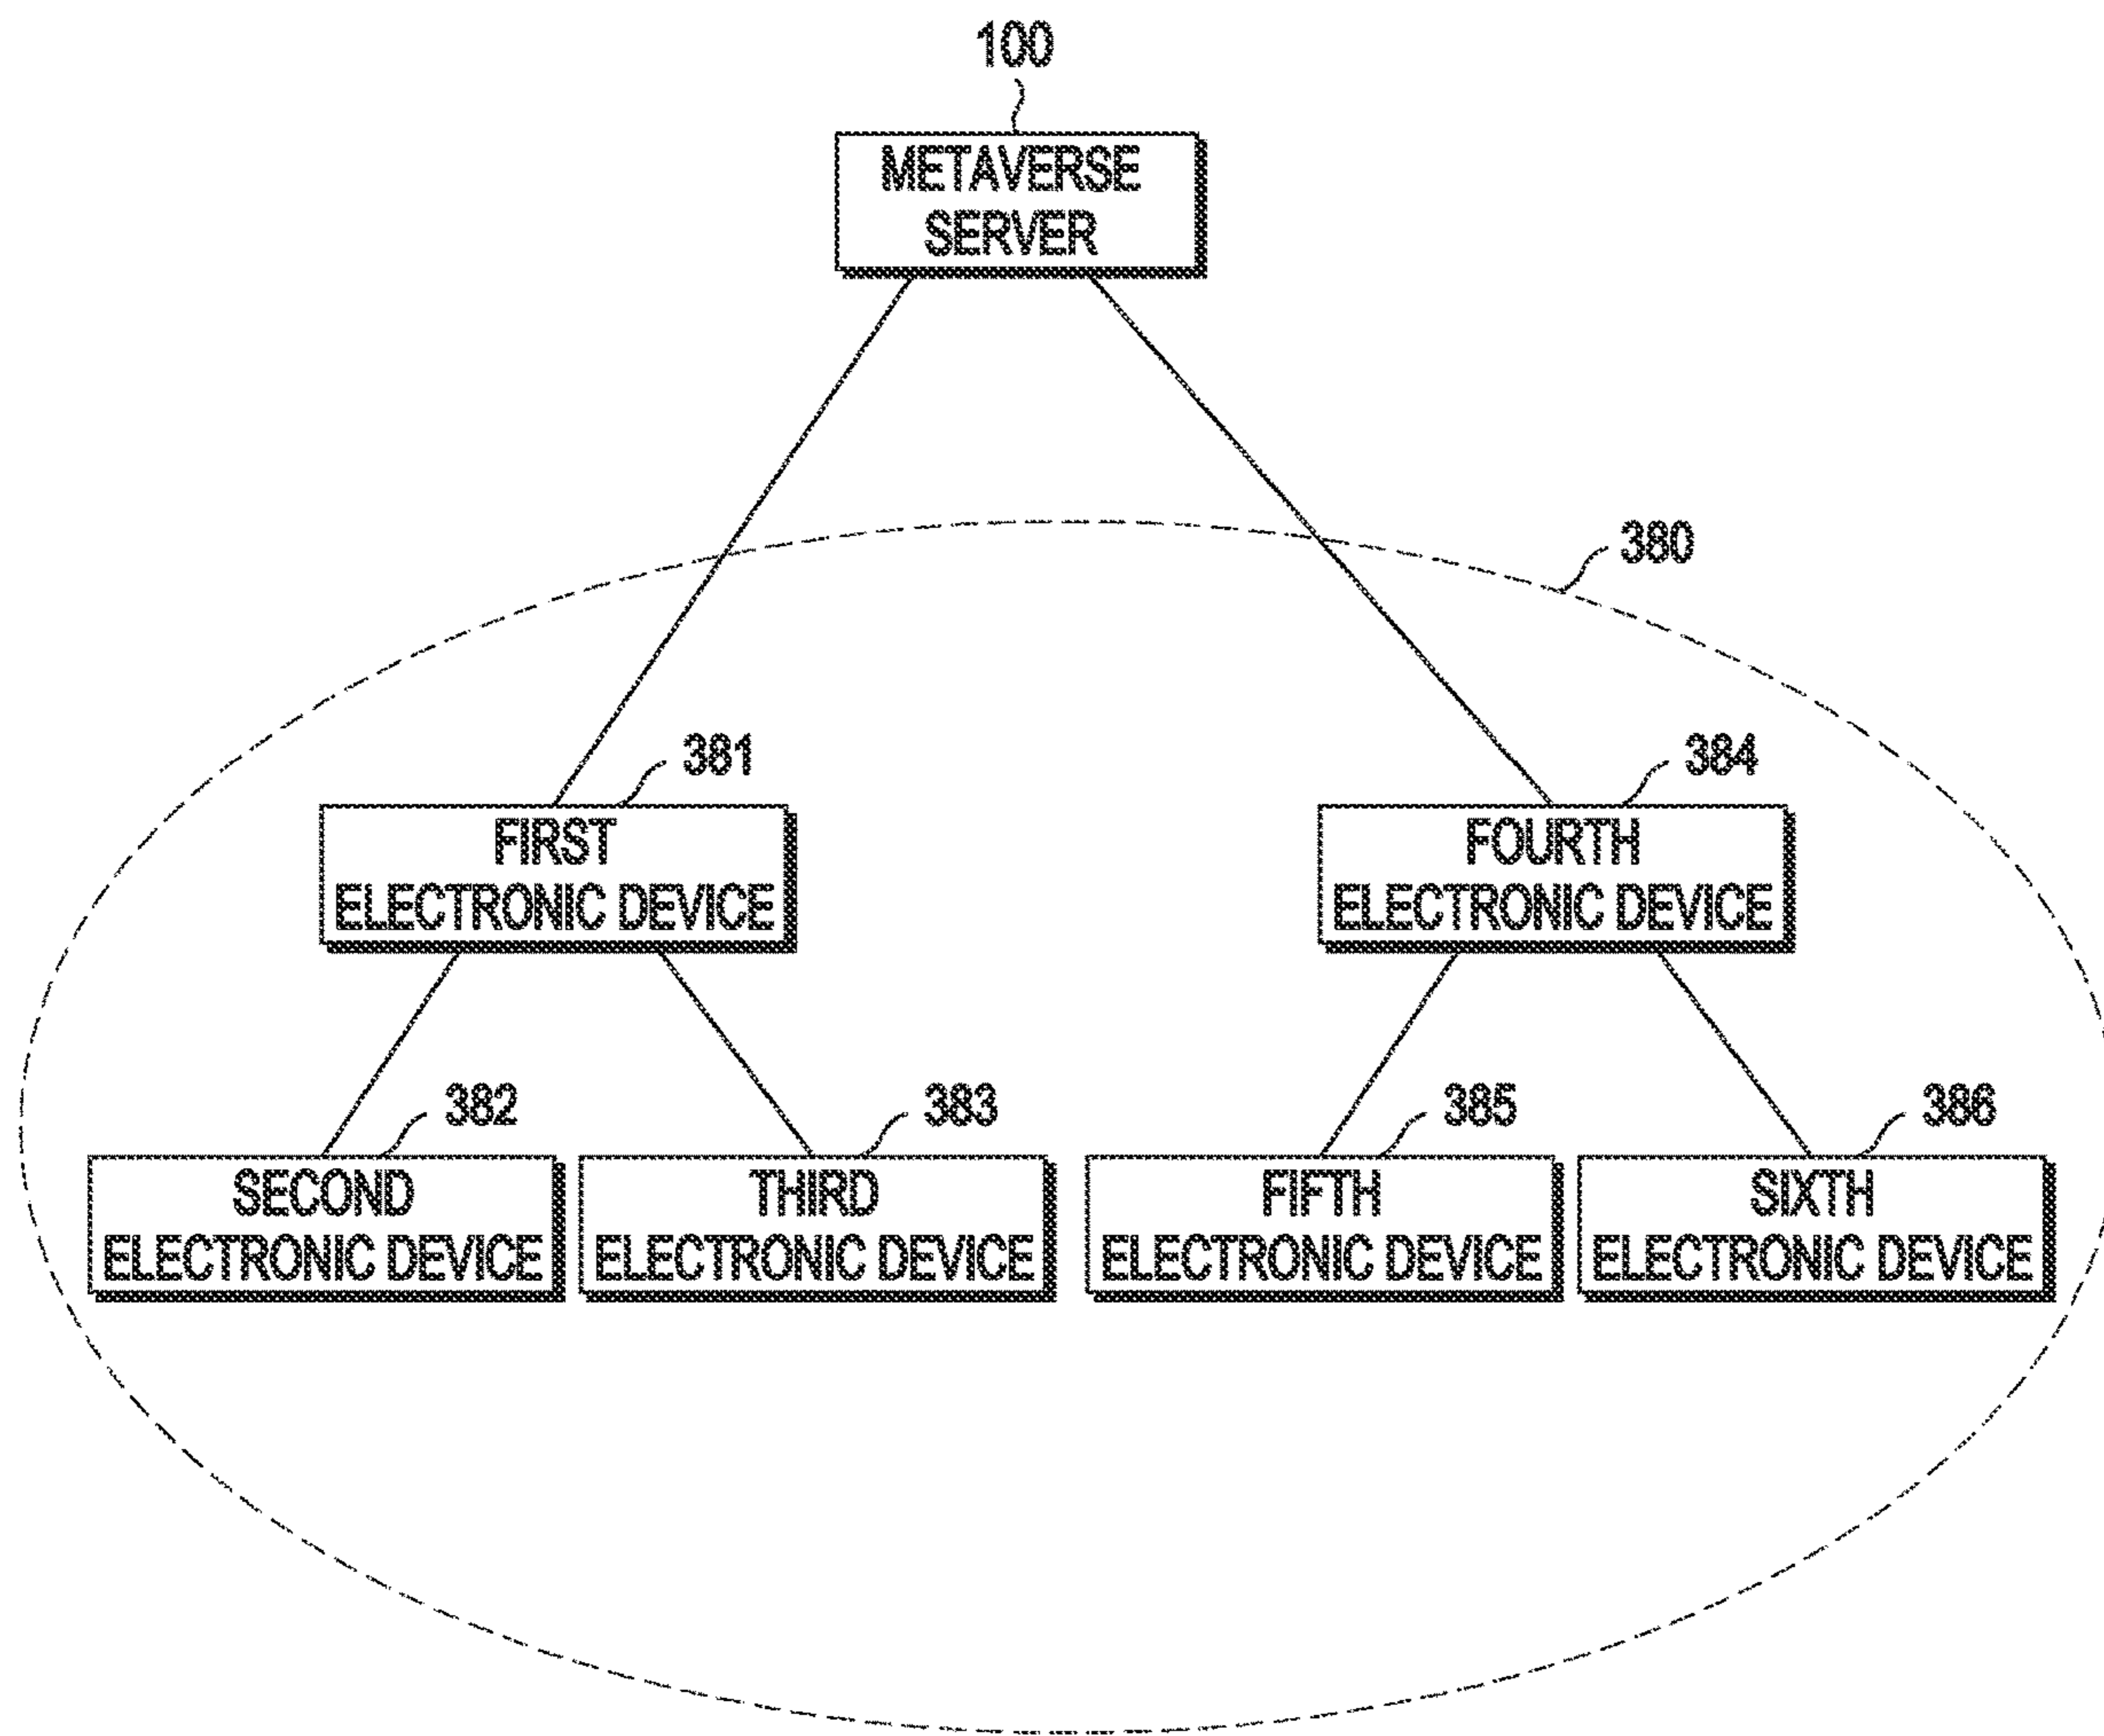 100
METAVERSE
SERVER
380
381
384
FIRST
ELECTRONIC DEVICE
FOURTH
ELECTRONIC DEVICE
382
383
385
386
SECOND
ELECTRONIC DEVICE
THIRD
ELECTRONIC DEVICE
FIFTH
ELECTRONIC DEVICE
SIXTH
ELECTRONIC DEVICE